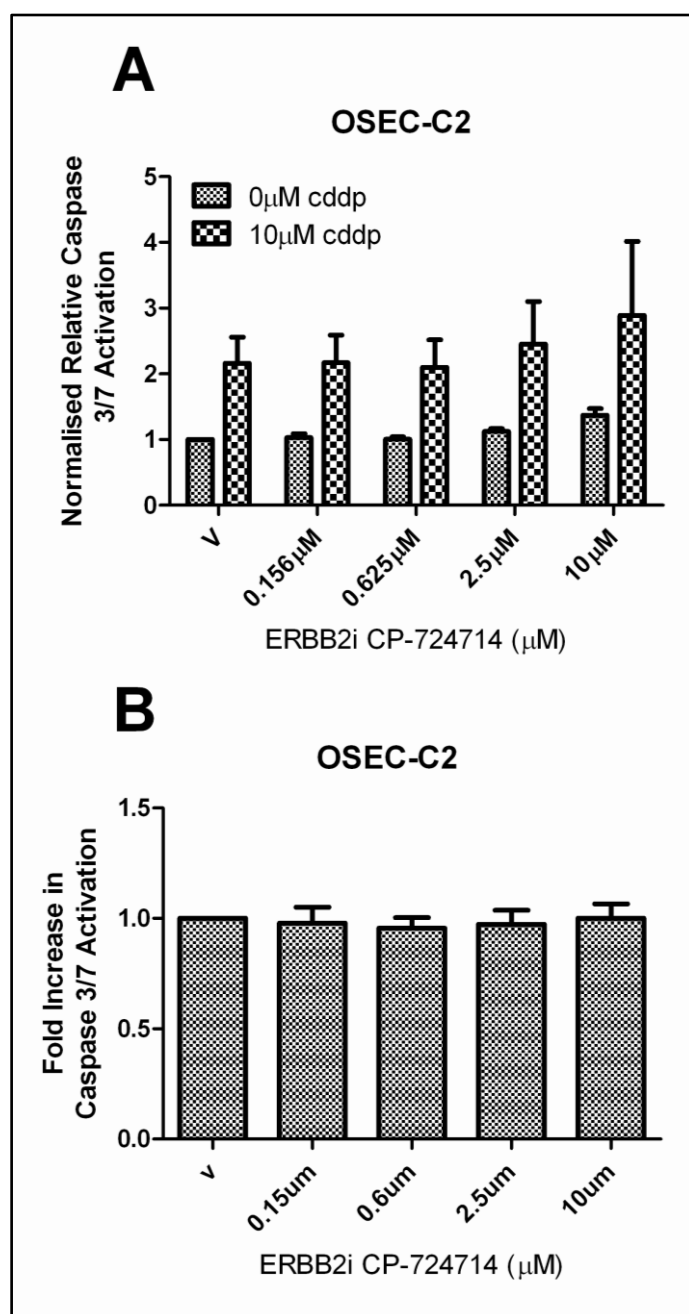 A
OSEC-C2
Normalised Relative Caspase
3/7 Activation
5
4
3
2
1
0
0μM cddp
10μM cddp
V
0.156μM
0.625μM
2.5μM
10μM
ERBB2i CP-724714 (μM)
B
OSEC-C2
Fold Increase in
Caspase 3/7 Activation
1.5
1.0
0.5
0.0
v
0.15um
0.6um
2.5um
10um
ERBB2i CP-724714 (μM)